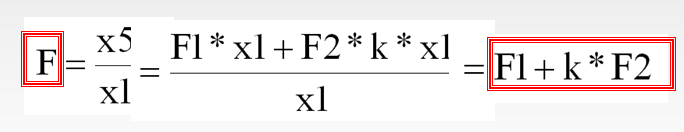 F = x5/x1 = F1*x1+F2*k*x1/x1 = F1+k*F2